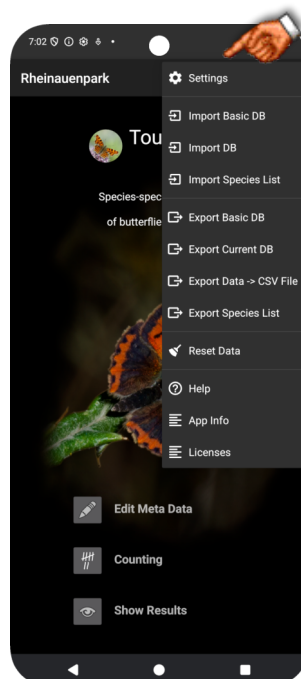 7:02
Rheinauenpark
Settings
Import Basic DB
Tou
Import DB
Import Species List
Species-spec
Export Basic DB
of butterflie
Export Current DB
Export Data -> CSV File
Export Species List
Reset Data
Help
App Info
Licenses
Edit Meta Data
Counting
Show Results